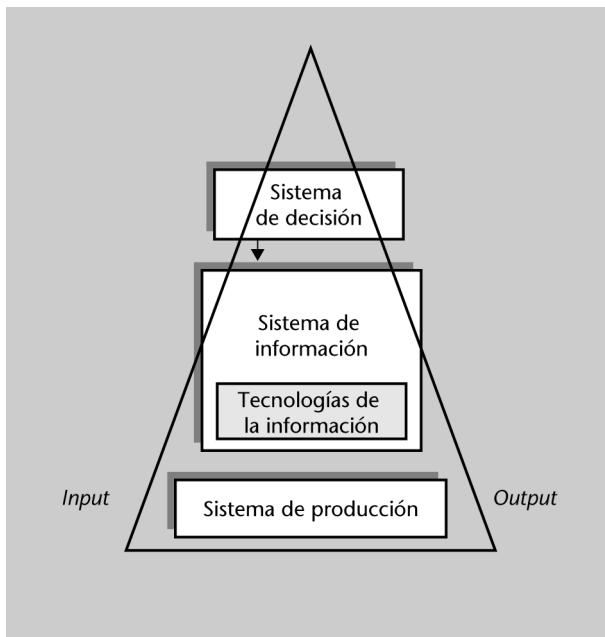 Sistema
de decisión
Sistema de
información
Tecnologías de
la información
Input
Sistema de producción
Output